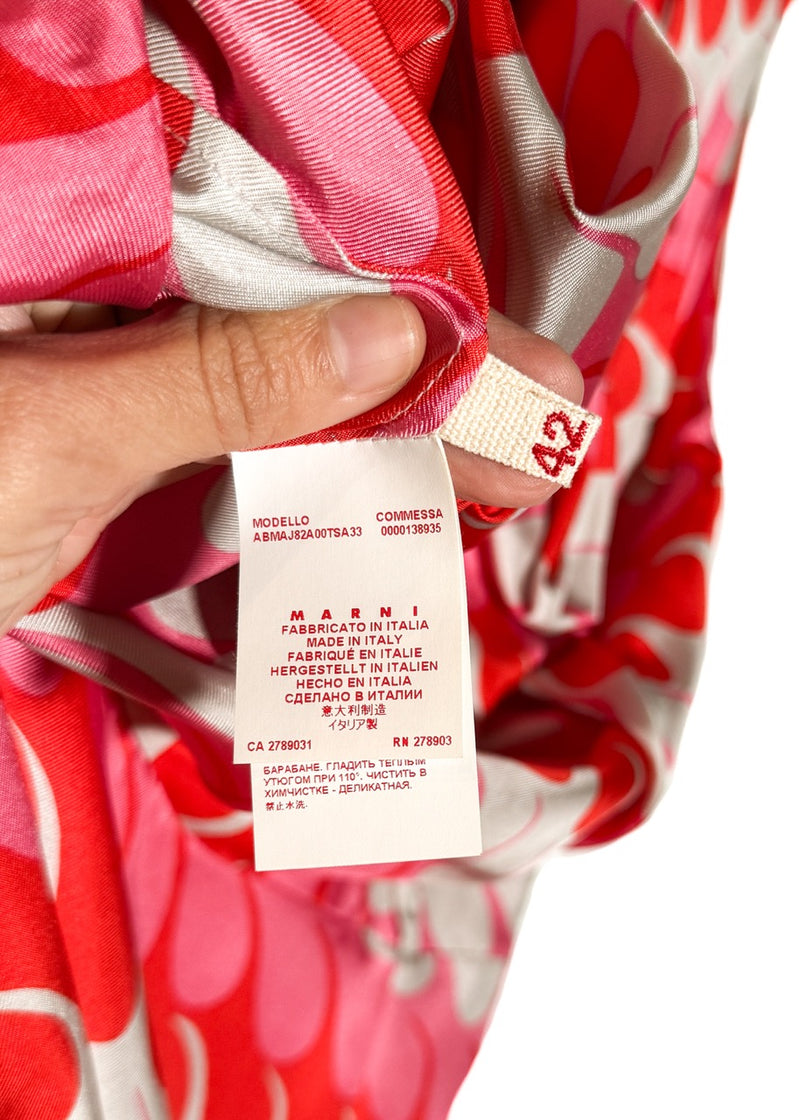 42
MODELLO COMMESSA
ABMAJ82A00TSA33 0000138935
MARNI
FABBRICATO IN ITALIA
MADE IN ITALY
FABRIQUÉ EN ITALIE
HERGESTELLT IN ITALIEN
HECHO EN ITALIA
СДЕЛАНО В ИТАЛИИ
意大利制造
イタリア製
CA 2789031 RN 278903
БАРАБАНЕ. ГЛАДИТЬ ТЕПЛЫМ
УТЮГОМ ПРИ 110°. ЧИСТИТЬ В
ХИМЧИСТКЕ - ДЕЛИКАТНАЯ.
禁止水洗.